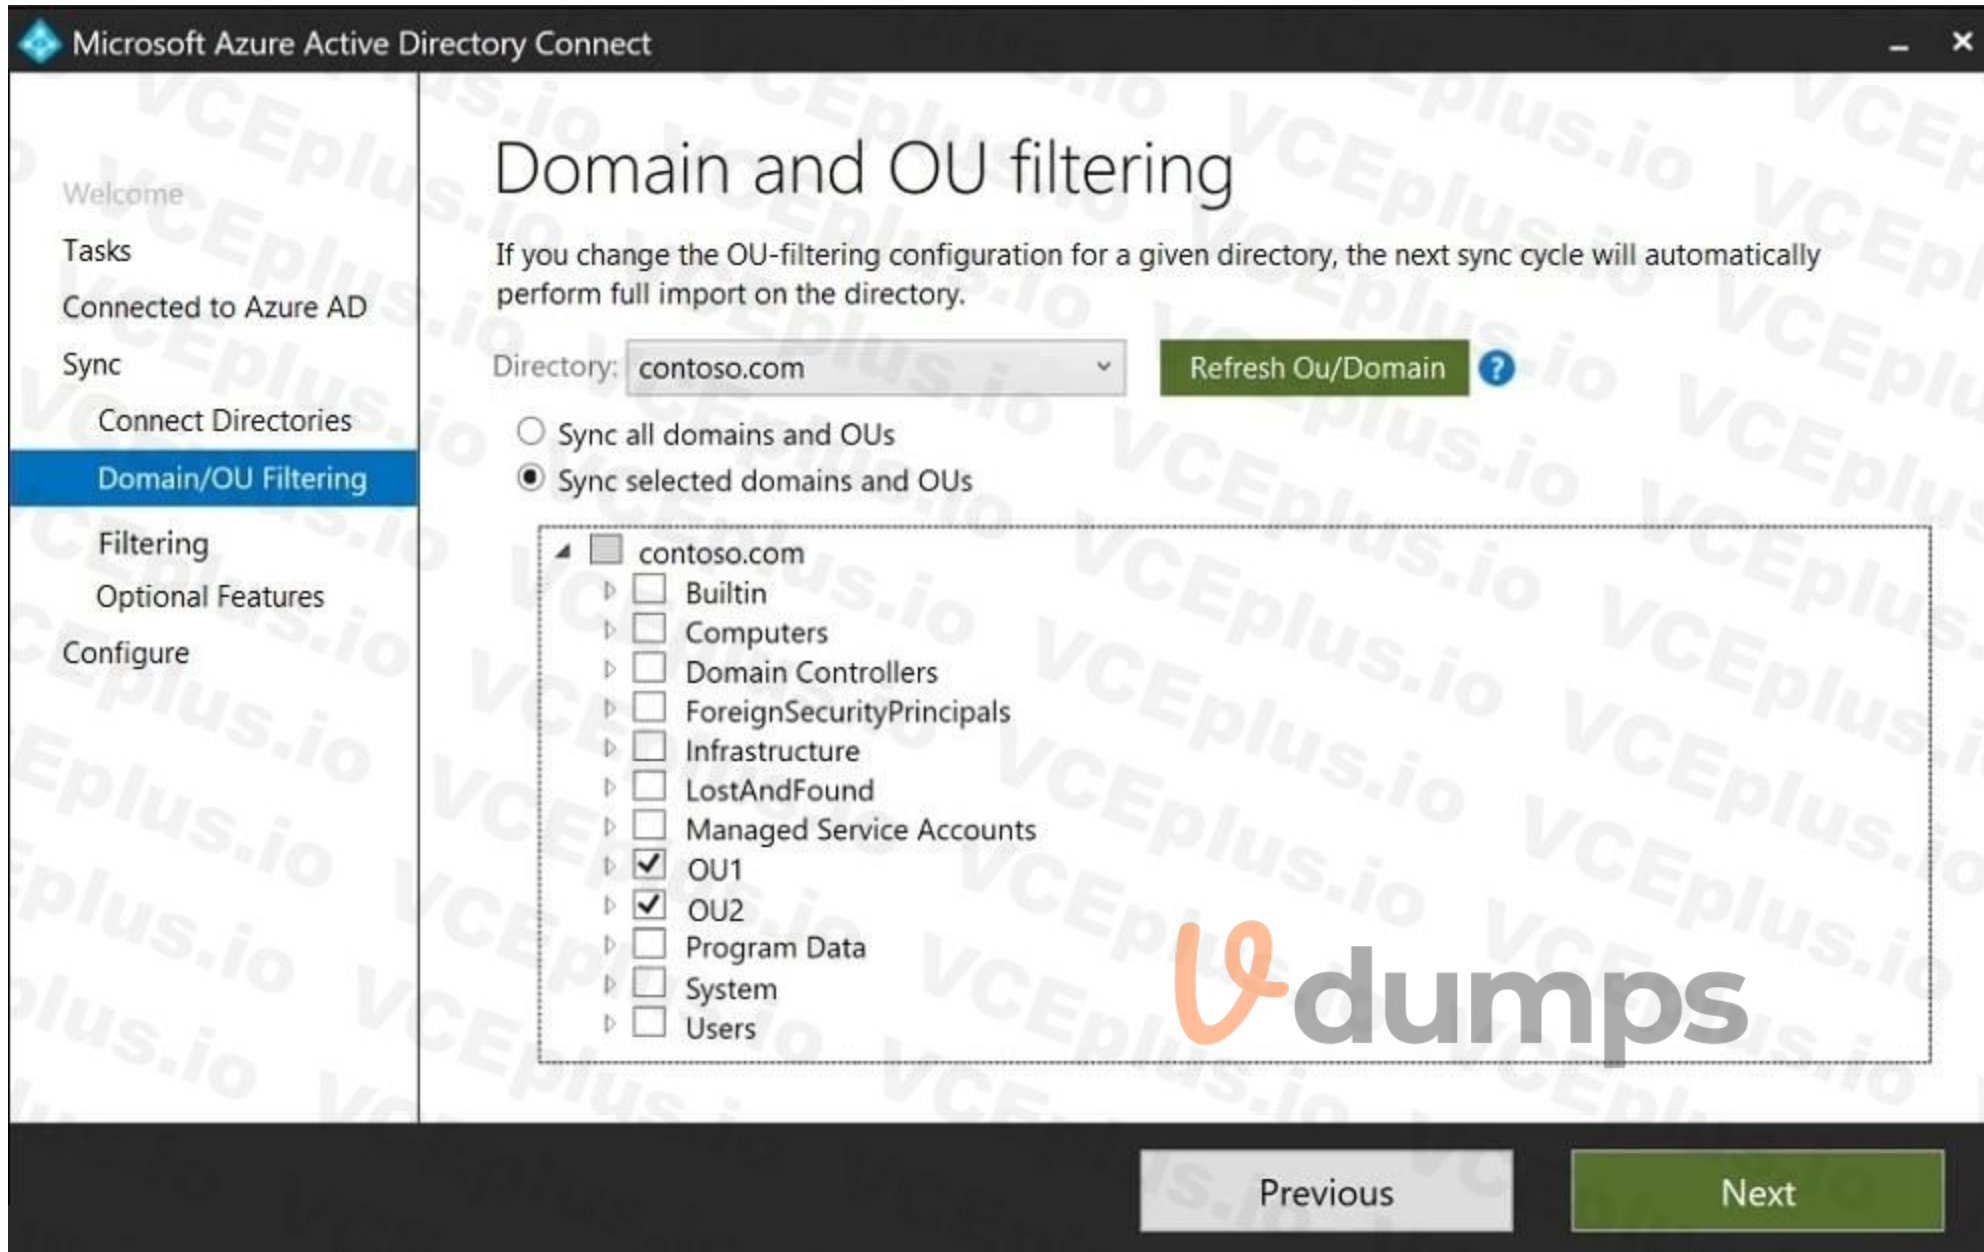 Microsoft Azure Active Directory Connect
Welcome
Tasks
Connected to Azure AD
Sync
Connect Directories
Domain/OU Filtering
Filtering
Optional Features
Configure
Domain and OU filtering
If you change the OU-filtering configuration for a given directory, the next sync cycle will automatically
perform full import on the directory.
Directory: contoso.com Refresh Ou/Domain ?
Sync all domains and OUs
Sync selected domains and OUs
contoso.com
Builtin
Computers
Domain Controllers
ForeignSecurityPrincipals
Infrastructure
LostAndFound
Managed Service Accounts
OU1
OU2
Program Data
System
Users
Vdumps
Previous Next
VCEplus.io